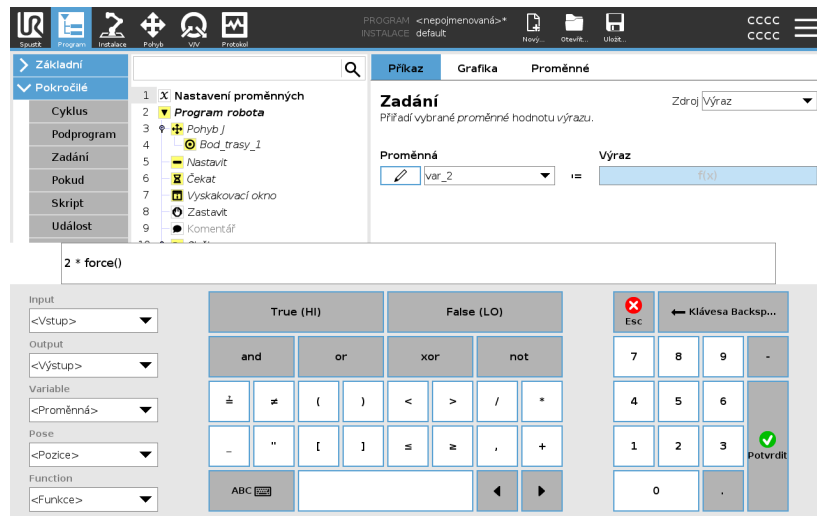 PROGRAM <nepojmenovaná>*
INSTALACE default
CCCC
CCCC
Spustit Program Instalace Pohyb V/V Protokol
Nový... Otevřít... Uložit...
Základní
Pokročilé
Cyklus
Podprogram
Zadání
Pokud
Skript
Událost
1 X Nastavení proměnných
2 Program robota
3 Pohyb J
4 Bod_trasy_1
5 Nastavit
6 Čekat
7 Vyskakovací okno
8 Zastavit
9 Komentář
Příkaz Grafika Proměnné
Zadání
Zdroj Výraz
Přiřadí vybrané proměnné hodnotu výrazu.
Proměnná Výraz
var_2 := f(x)
2 * force()
Input
<Vstup>
Output
<Výstup>
Variable
<Proměnná>
Pose
<Pozice>
Function
<Funkce>
True (HI) False (LO)
and or xor not
≟ ≠ ( ) < > / *
_ " [ ] ≤ ≥ , +
ABC
Esc Klávesa Backsp...
7 8 9 -
4 5 6
1 2 3 Potvrdit
0 .